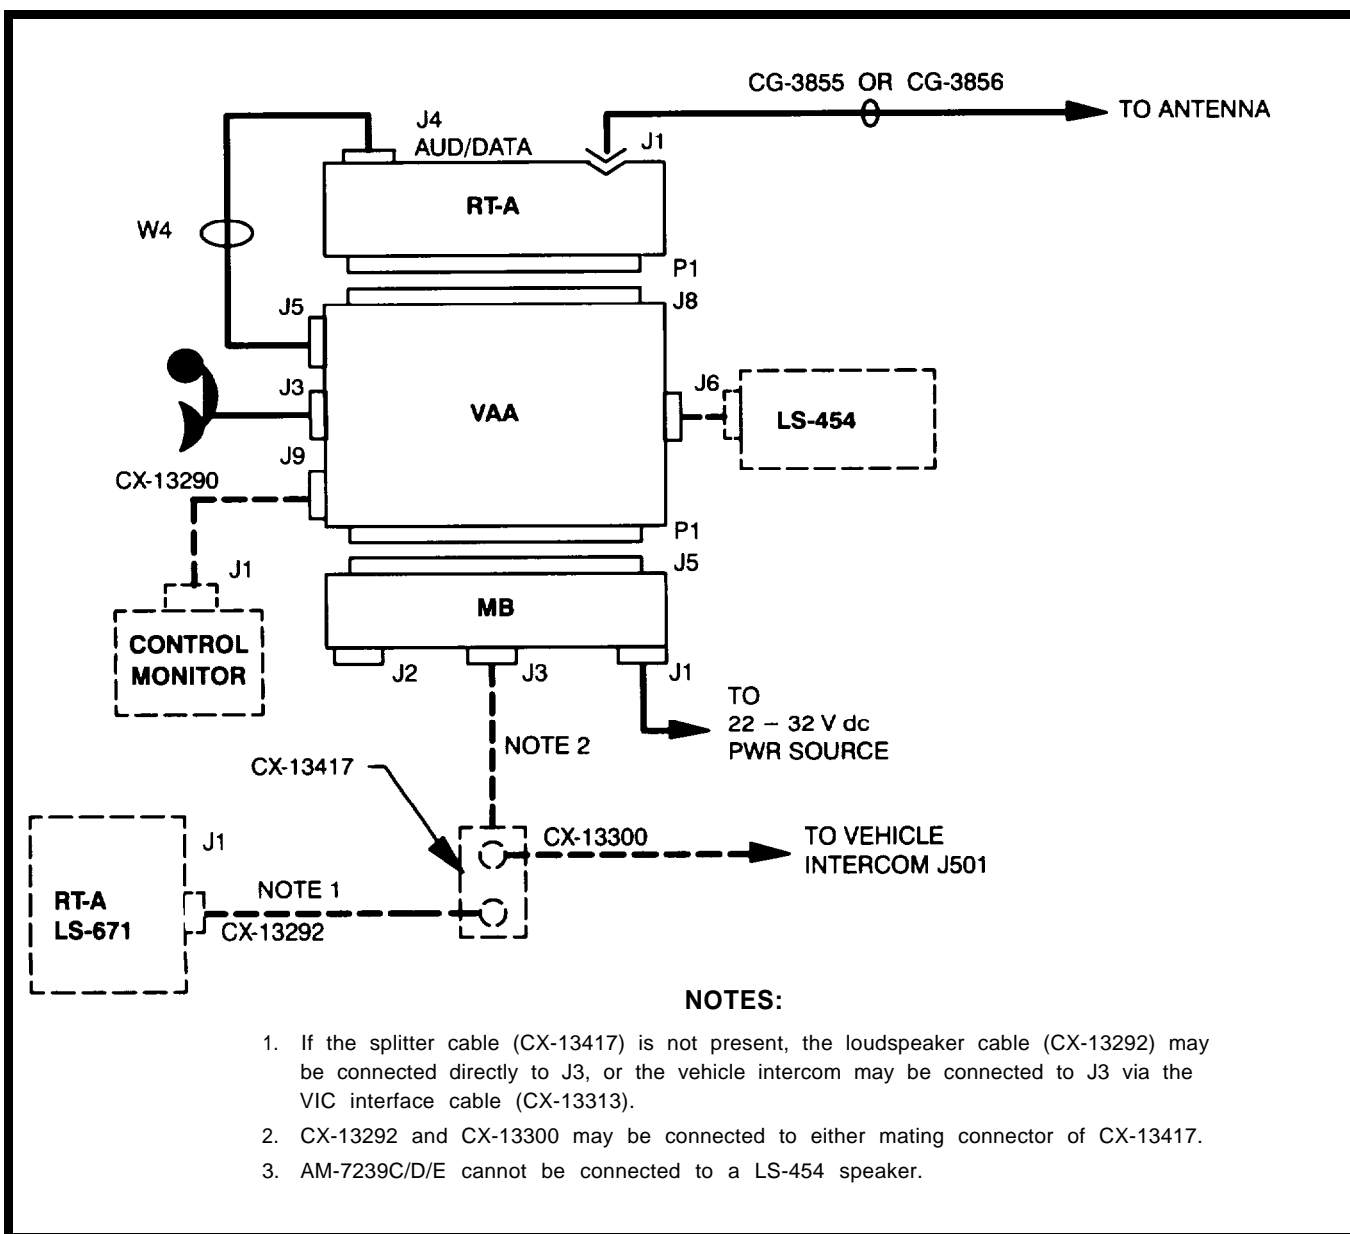 CG-3855 OR CG-3856
TO ANTENNA
J4
AUD/DATA
J1
RT-A
W4
P1
J8
J5
J3
VAA
J6
LS-454
J9
CX-13290
P1
J5
J1
MB
CONTROL
MONITOR
J2
J3
J1
TO
22 – 32 V dc
PWR SOURCE
NOTE 2
CX-13417
CX-13300
TO VEHICLE
INTERCOM J501
J1
NOTE 1
RT-A
LS-671
CX-13292
NOTES:
1. If the splitter cable (CX-13417) is not present, the loudspeaker cable (CX-13292) may
be connected directly to J3, or the vehicle intercom may be connected to J3 via the
VIC interface cable (CX-13313).
2. CX-13292 and CX-13300 may be connected to either mating connector of CX-13417.
3. AM-7239C/D/E cannot be connected to a LS-454 speaker.